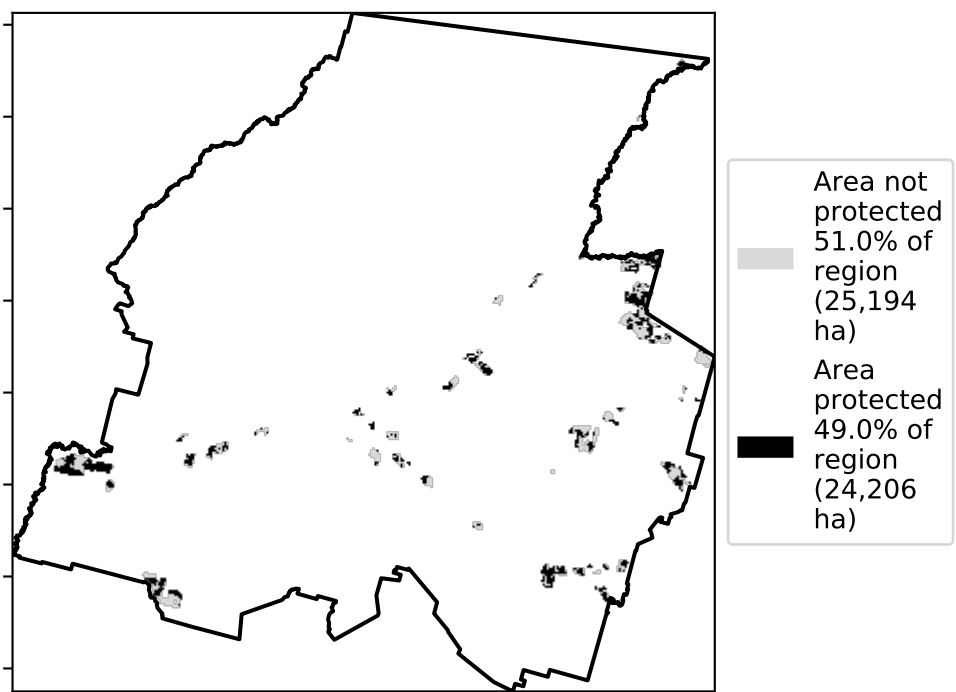 Area not
protected
51.0% of
region
(25,194
ha)
Area
protected
49.0% of
region
(24,206
ha)